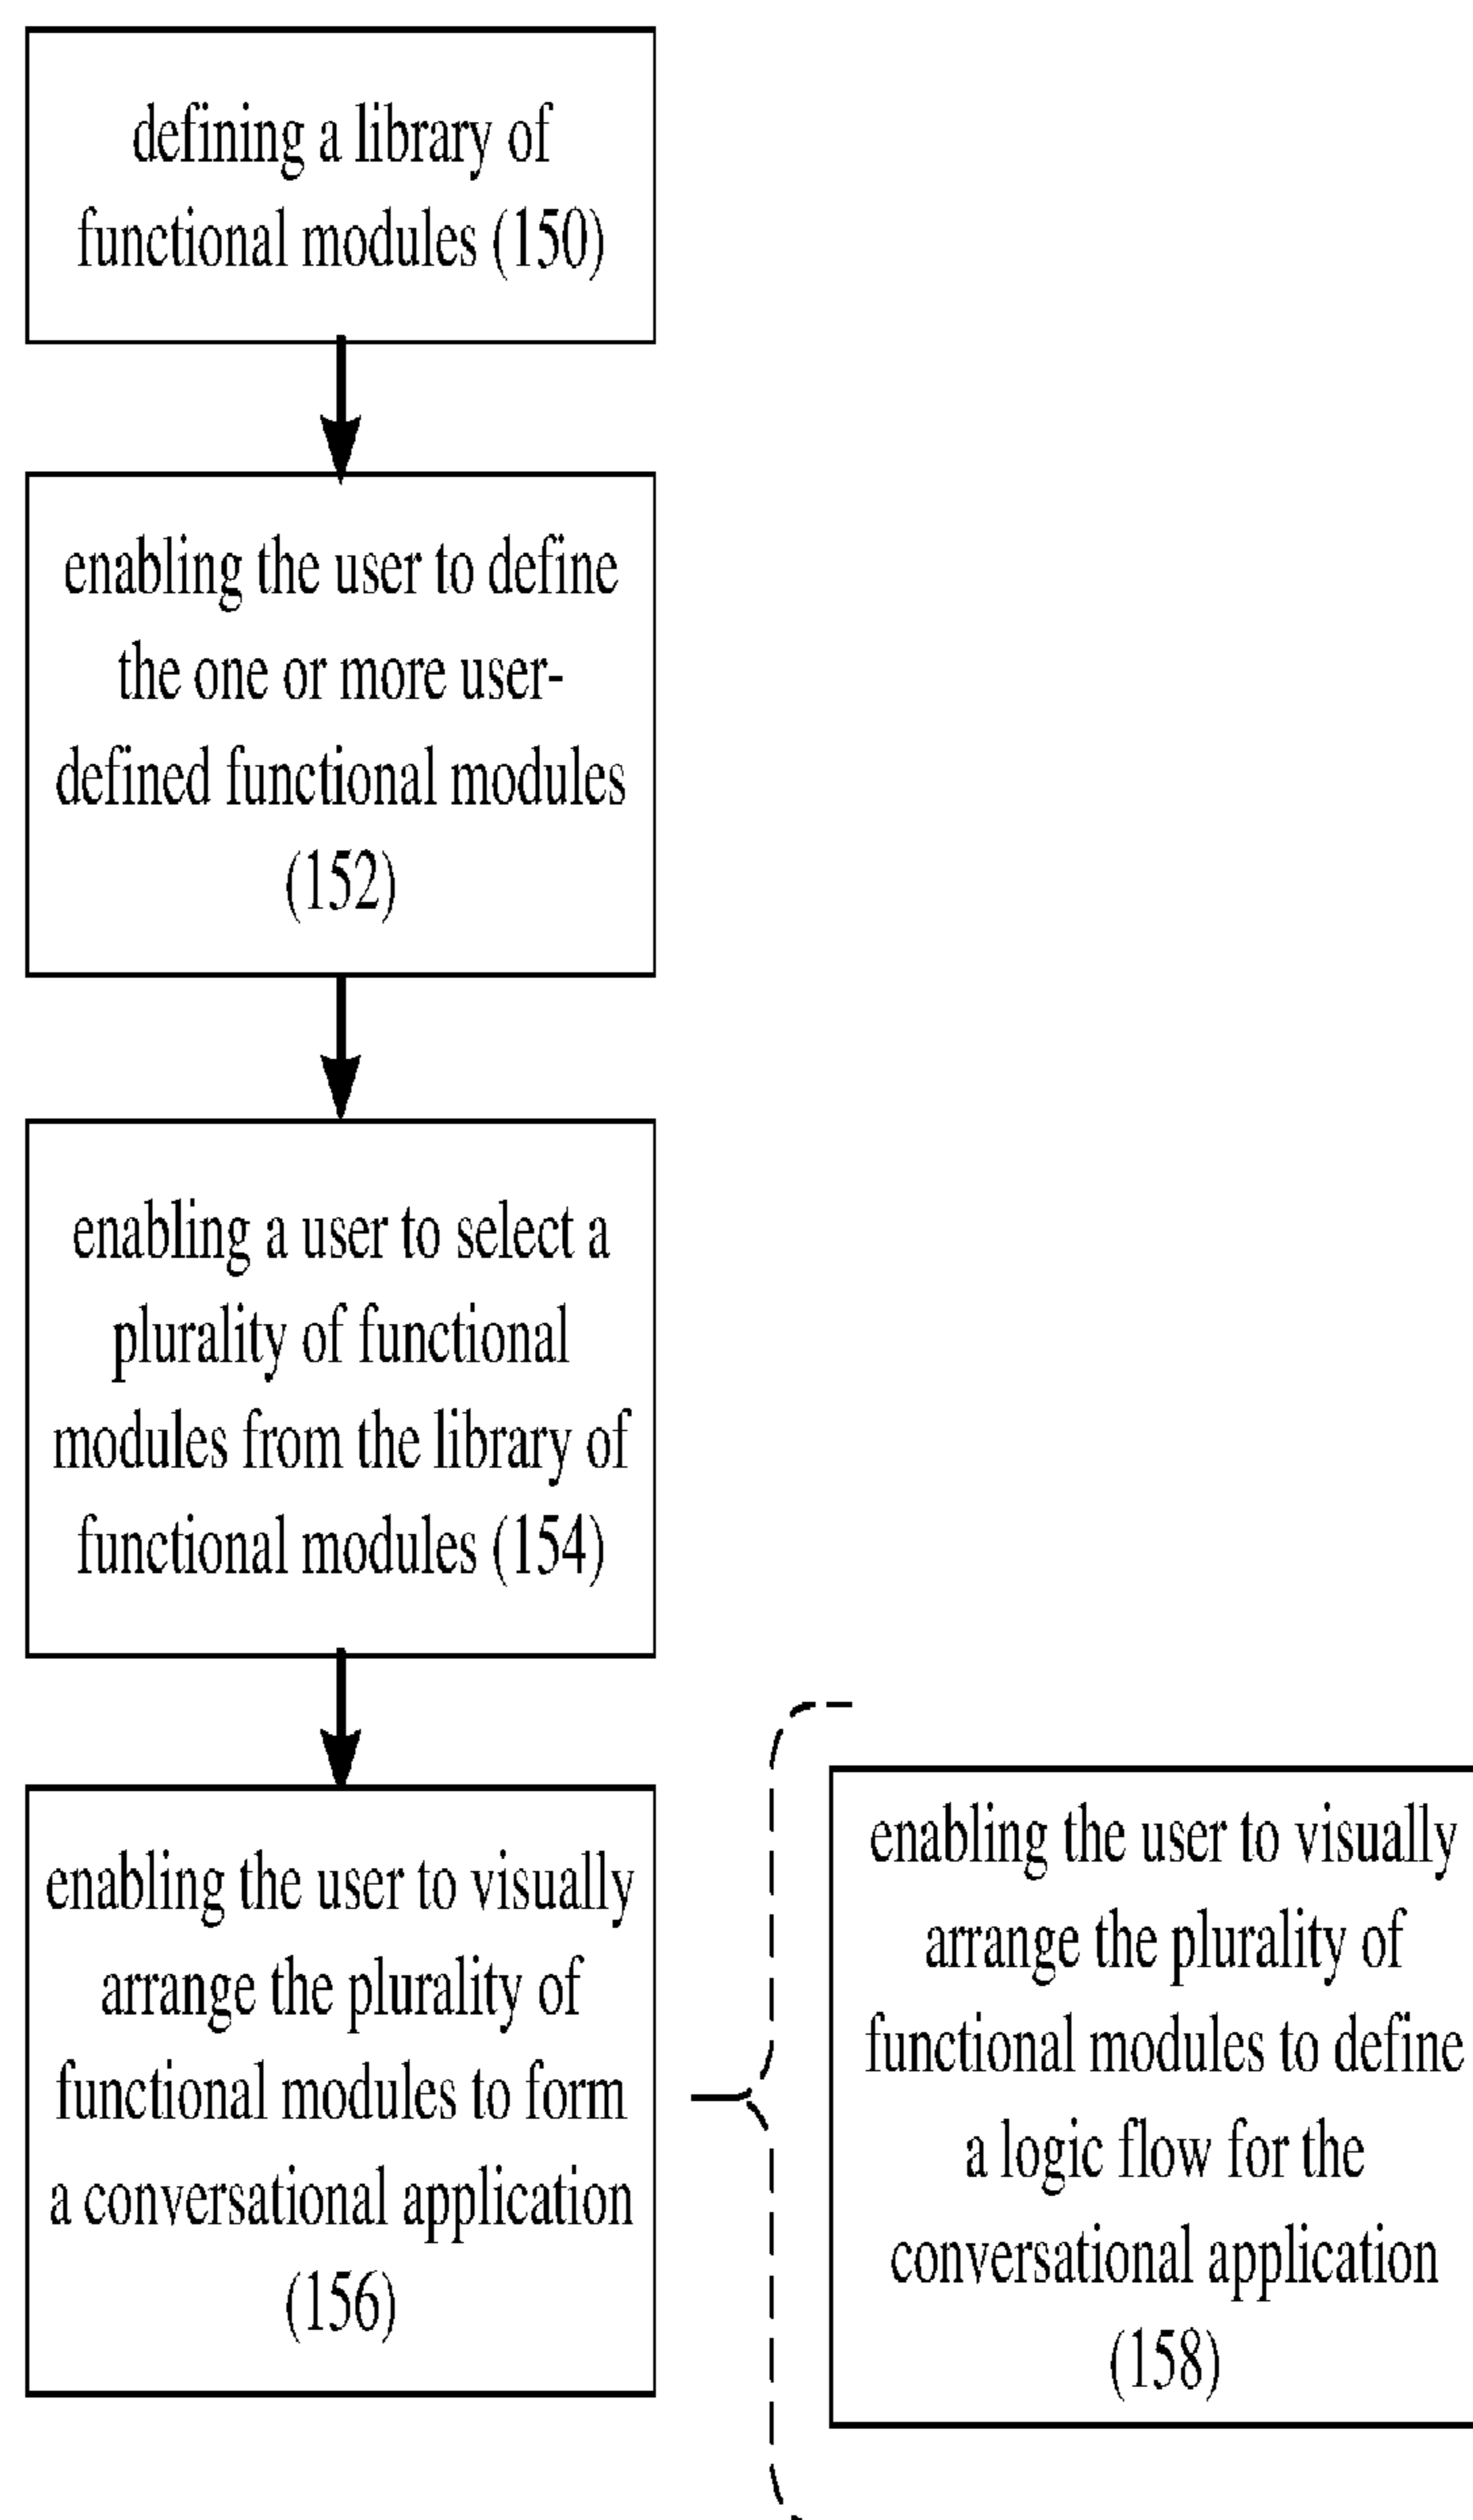 defining a library of
functional modules (150)
enabling the user to define
the one or more user-
defined functional modules
(152)
enabling a user to select a
plurality of functional
modules from the library of
functional modules (154)
enabling the user to visually
arrange the plurality of
functional modules to form
a conversational application
(156)
enabling the user to visually
arrange the plurality of
functional modules to define
a logic flow for the
conversational application
(158)